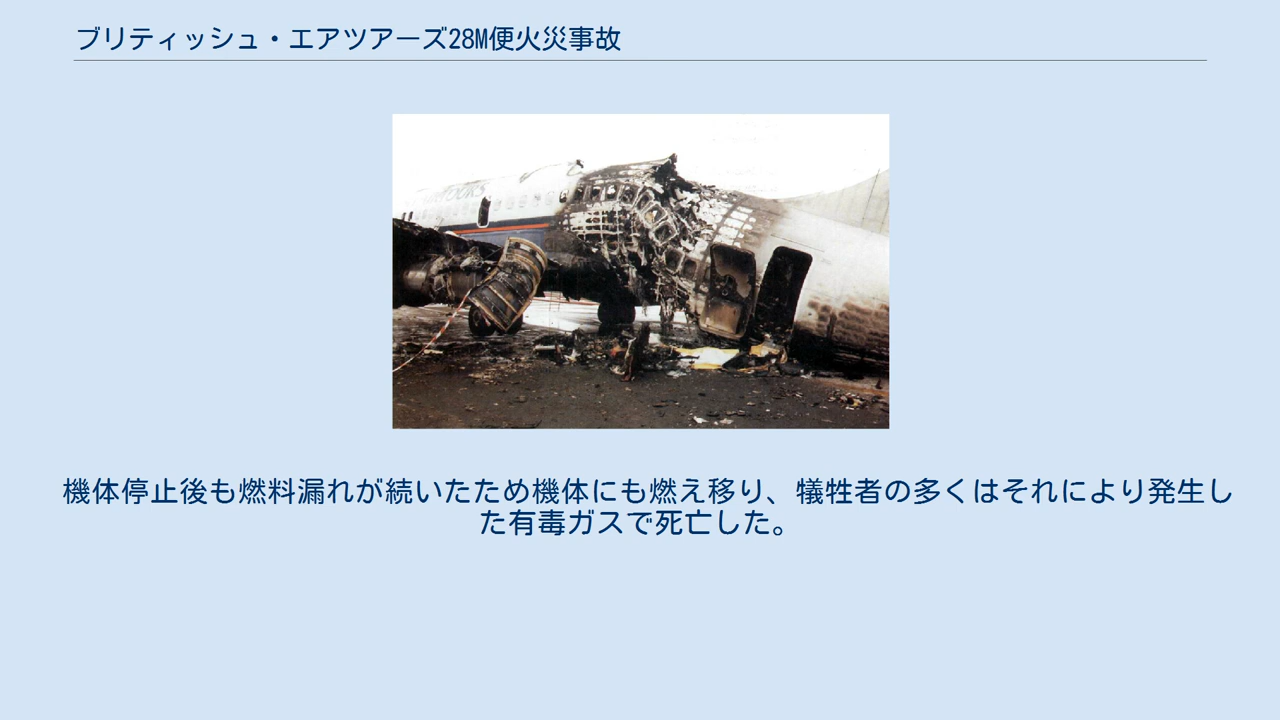 ブリティッシュ・エアツアーズ28M便火災事故
機体停止後も燃料漏れが続いたため機体にも燃え移り、犠牲者の多くはそれにより発生し
た有毒ガスで死亡した。